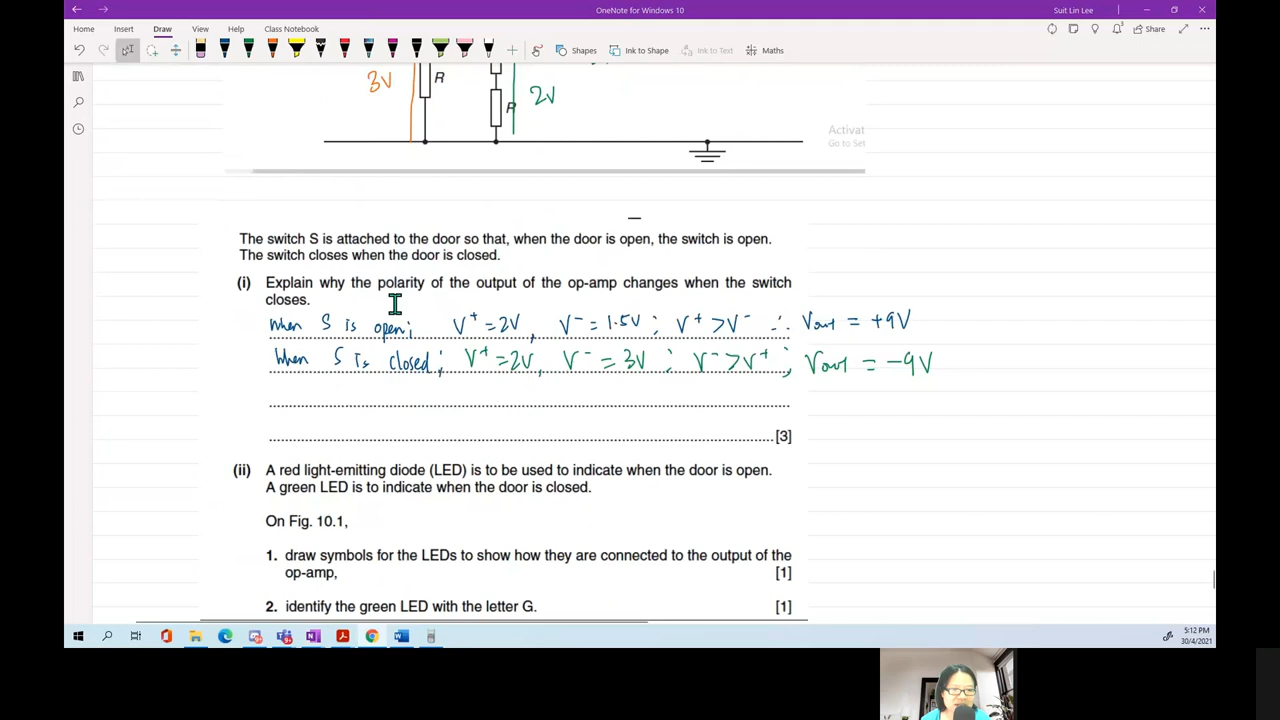 OneNote for Windows 10
Suit Lin Lee
Home Insert Draw View Help Class Notebook
Share
Shapes Ink to Shape Ink to Text Maths
3V R R 2V
Activat
Go to Set
The switch S is attached to the door so that, when the door is open, the switch is open.
The switch closes when the door is closed.
(i) Explain why the polarity of the output of the op-amp changes when the switch
closes.
When S is open; V⁺ = 2V, V⁻ = 1.5V ; V⁺ > V⁻ ∴ Vout = +9V
When S is closed; V⁺ = 2V, V⁻ = 3V ; V⁻ > V⁺ ; Vout = -9V
[3]
(ii) A red light-emitting diode (LED) is to be used to indicate when the door is open.
A green LED is to indicate when the door is closed.
On Fig. 10.1,
1. draw symbols for the LEDs to show how they are connected to the output of the
op-amp, [1]
2. identify the green LED with the letter G. [1]
5:12 PM
30/4/2021